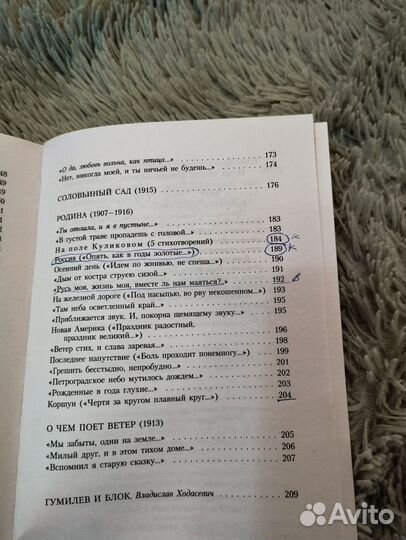 48
49
49
50
51
«О да, любовь вольна, как птица...» 173
«Нет, никогда моей, и ты ничьей не будешь...» 174
СОЛОВЬИНЫЙ САД (1915) 176
РОДИНА (1907—1916)
«Ты отошла, и я в пустыне...» 183
«В густой траве пропадешь с головой...» 183
На поле Куликовом (5 стихотворений) 184
Россия («Опять, как в годы золотые...») 189
Осенний день («Идем по жнивью, не спеша...») 190
«Дым от костра струею сизой...» 191
«Русь моя, жизнь моя, вместе ль нам маяться?..» 192
На железной дороге («Под насыпью, во рву некошенном...»)
«Там неба осветленный край...»
«Приближается звук. И, покорна щемящему звуку...»
Новая Америка («Праздник радостный,
праздник великий...») 196
«Ветер стих, и слава заревая...» 198
Последнее напутствие («Боль проходит понемногу...») 199
«Грешить бесстыдно, непробудно...» 201
«Петроградское небо мутилось дождем...» 202
«Рожденные в года глухие...» 203
Коршун («Чертя за кругом плавный круг...») 204
О ЧЕМ ПОЕТ ВЕТЕР (1913)
«Мы забыты, одни на земле...» 205
«Милый друг, и в этом тихом доме...» 206
«Вспомнил я старую сказку...» 207
ГУМИЛЕВ И БЛОК. Владислав Ходасевич 209
Avito